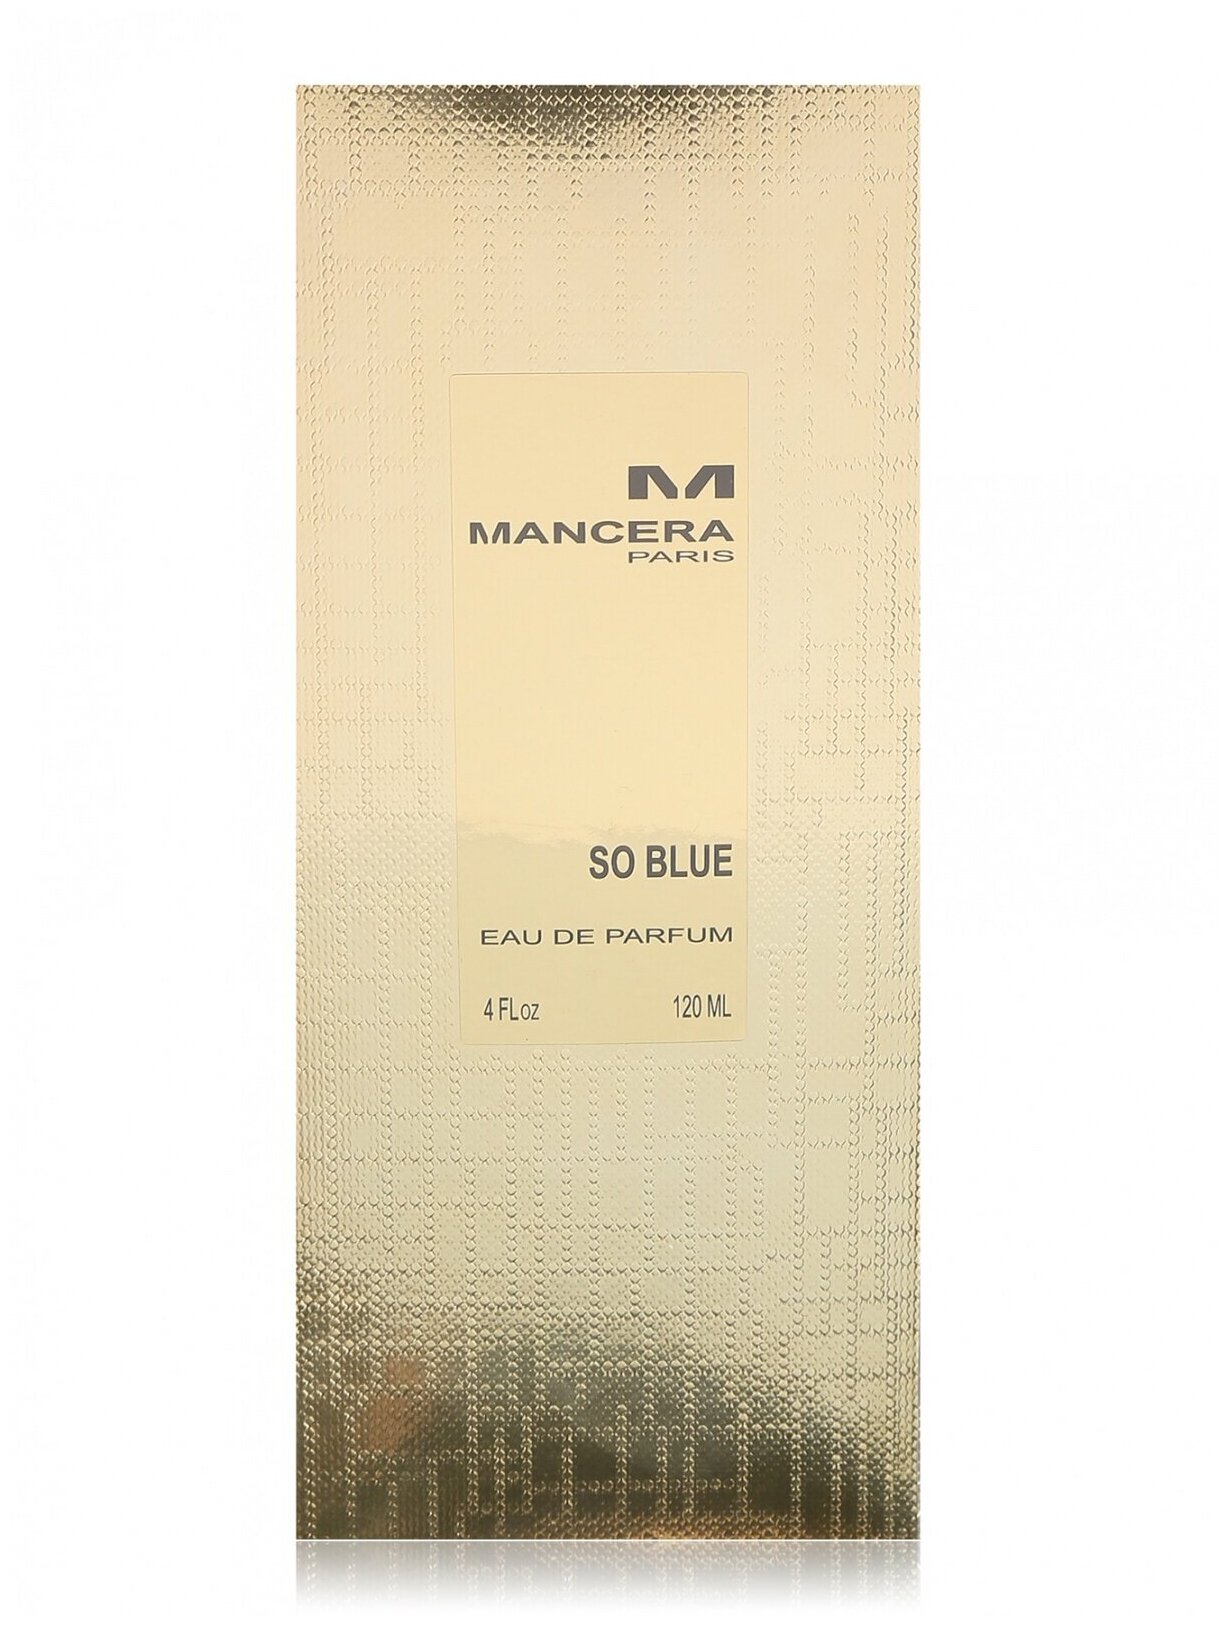 M
MANCERA
PARIS
SO BLUE
EAU DE PARFUM
4 FLoz 120 ML